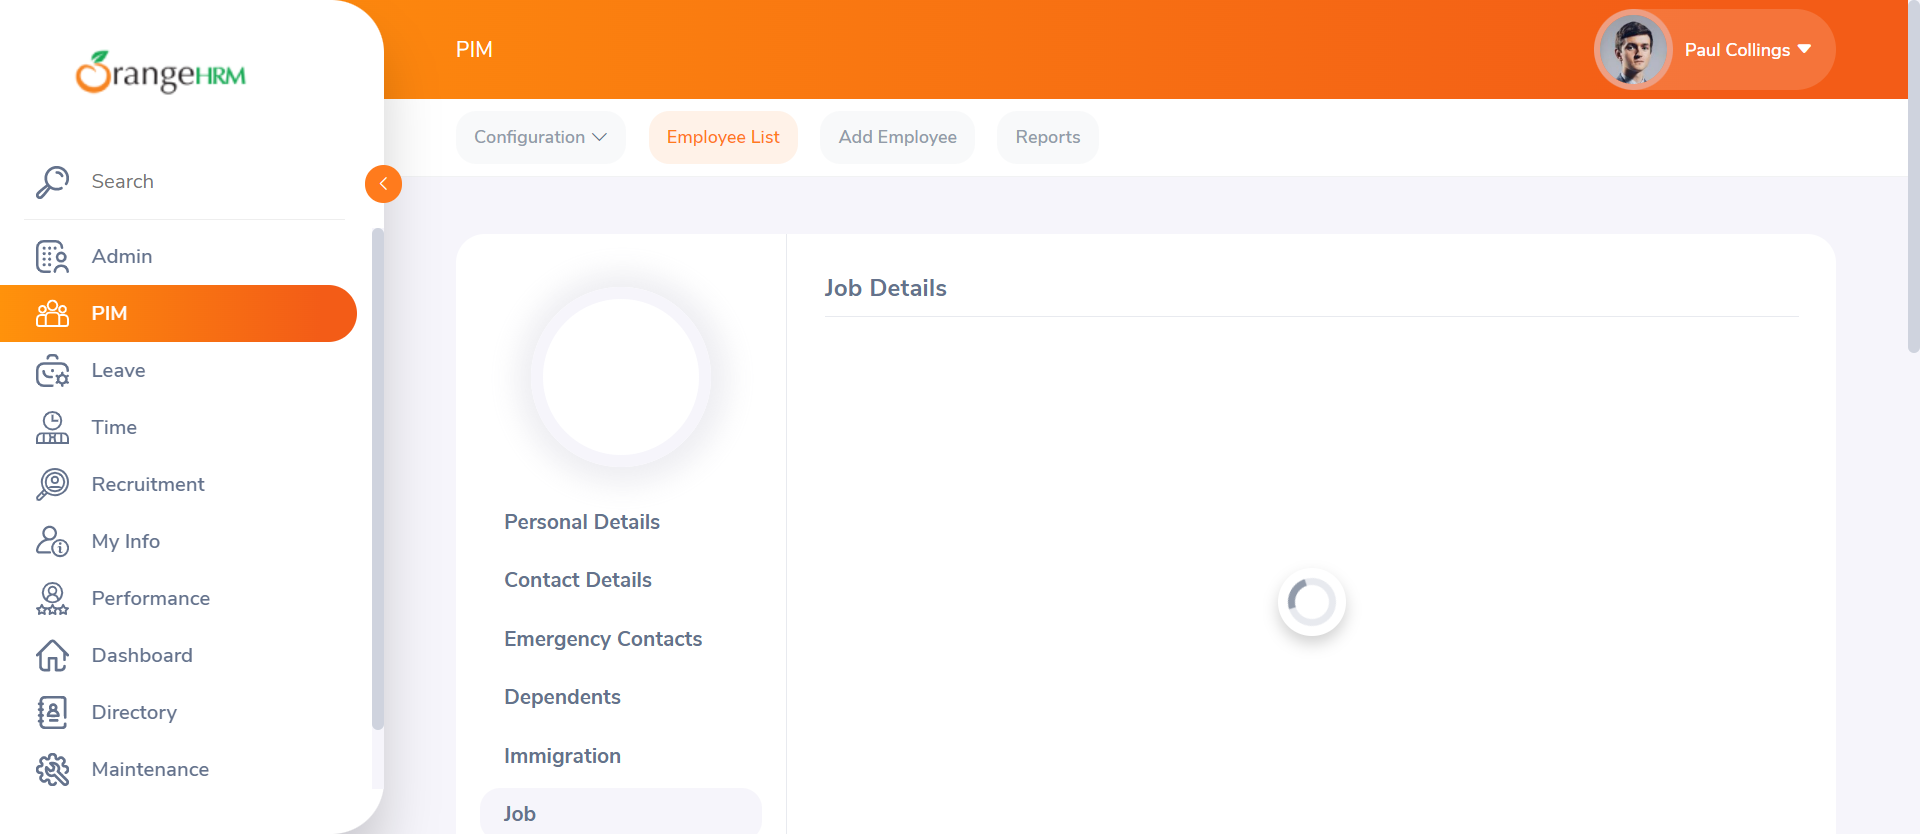 OrangeHRM
PIM
Paul Collings
Configuration
Employee List
Add Employee
Reports
Search
Admin
PIM
Leave
Time
Recruitment
My Info
Performance
Dashboard
Directory
Maintenance
Personal Details
Contact Details
Emergency Contacts
Dependents
Immigration
Job
Job Details